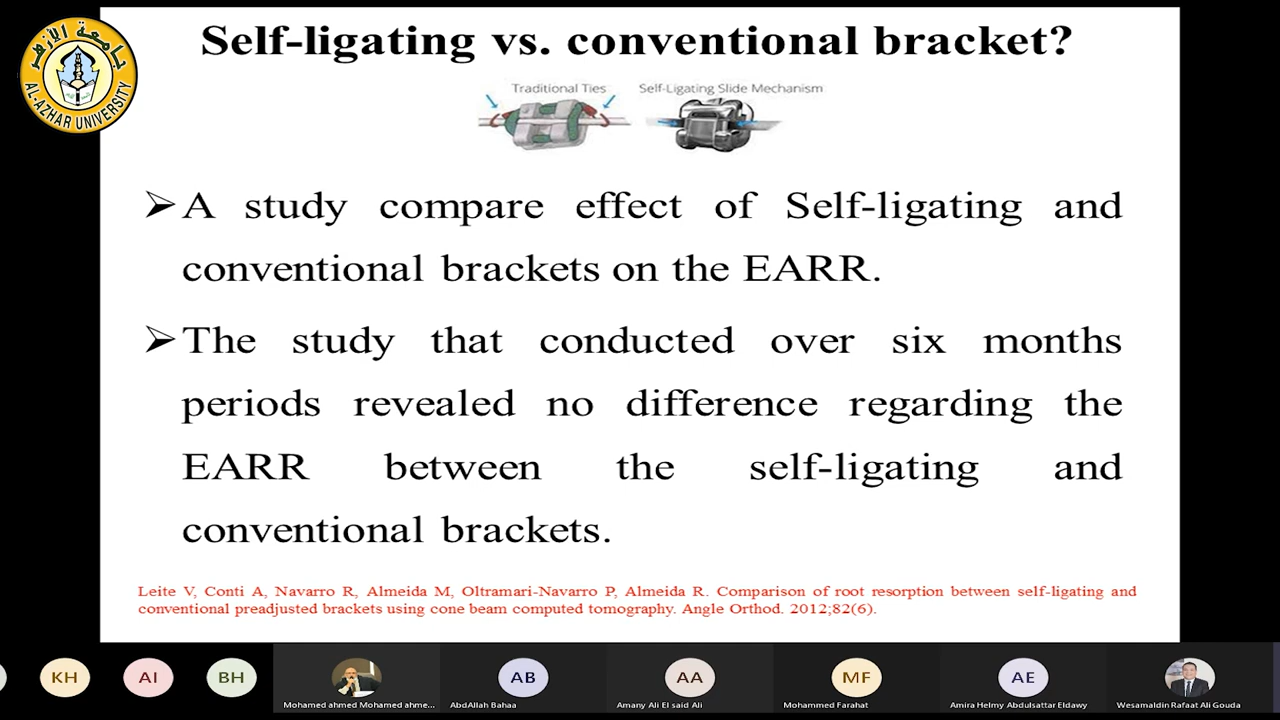 Self-ligating vs. conventional bracket?
جامعة الأزهر
AL-AZHAR UNIVERSITY
Traditional Ties
Self-Ligating Slide Mechanism
A study compare effect of Self-ligating and
conventional brackets on the EARR.
The study that conducted over six months
periods revealed no difference regarding the
EARR between the self-ligating and
conventional brackets.
Leite V, Conti A, Navarro R, Almeida M, Oltramari-Navarro P, Almeida R. Comparison of root resorption between self-ligating and
conventional preadjusted brackets using cone beam computed tomography. Angle Orthod. 2012;82(6).
KH
AI
BH
AB
AA
MF
AE
Mohamed ahmed Mohamed ahme...
AbdAllah Bahaa
Amany Ali El said Ali
Mohammed Farahat
Amira Helmy Abdulsattar Eldawy
Wesamaldin Rafaat Ali Gouda